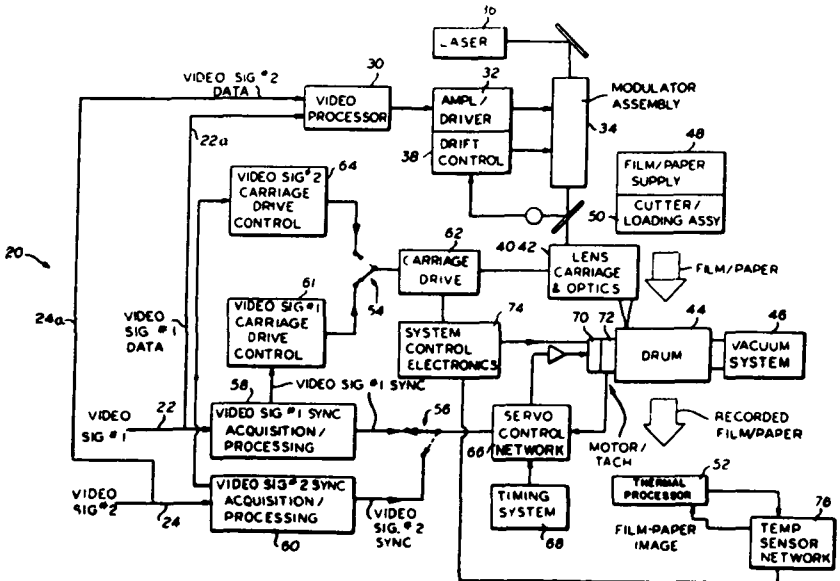 16
LASER
VIDEO SIG #2
DATA
30
VIDEO
PROCESSOR
22a
32
AMPL/
DRIVER
38
DRIFT
CONTROL
MODULATOR
ASSEMBLY
34
48
FILM/PAPER
SUPPLY
50
CUTTER/
LOADING ASSY
64
VIDEO SIG #2
CARRIAGE
DRIVE
CONTROL
20
24a
VIDEO
SIG #1
DATA
54
62
CARRIAGE
DRIVE
40 42
LENS
CARRIAGE
& OPTICS
FILM/PAPER
61
VIDEO SIG #1
CARRIAGE
DRIVE
CONTROL
74
SYSTEM
CONTROL
ELECTRONICS
70 72
44
DRUM
46
VACUUM
SYSTEM
58
VIDEO SIG #1 SYNC
VIDEO
SIG #1
22
VIDEO SIG #1 SYNC
ACQUISITION/
PROCESSING
VIDEO SIG #1 SYNC
56
SERVO
CONTROL
NETWORK
66
MOTOR/
TACH
RECORDED
FILM/PAPER
VIDEO
SIG #2
24
VIDEO SIG #2 SYNC
ACQUISITION/
PROCESSING
60
VIDEO
SIG. #2
SYNC
TIMING
SYSTEM
68
52
THERMAL
PROCESSOR
FILM-PAPER
IMAGE
76
TEMP
SENSOR
NETWORK